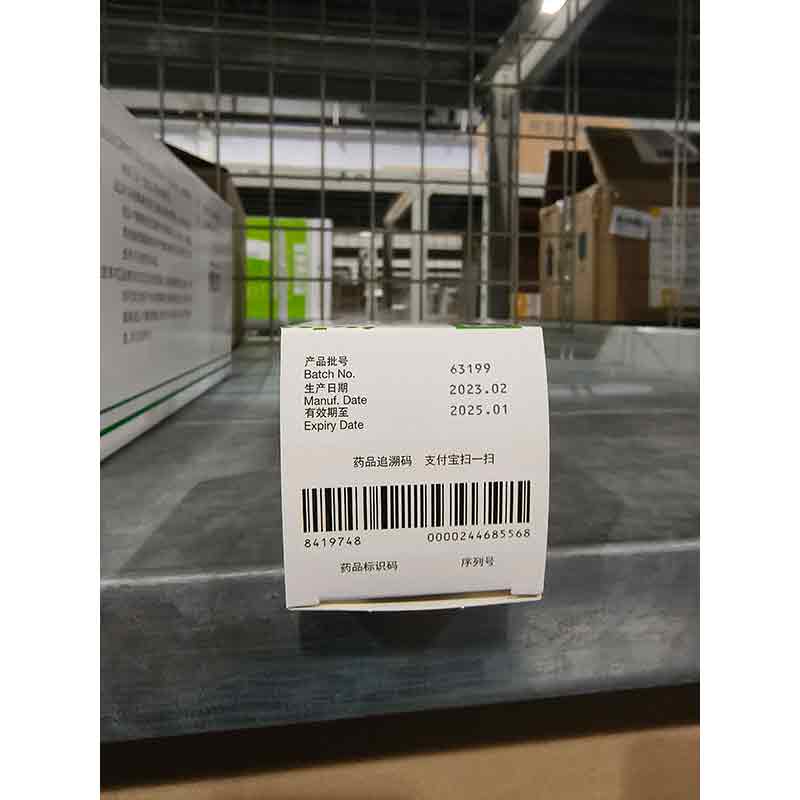 产品批号
Batch No. 63199
生产日期 2023.02
Manuf. Date
有效期至 2025.01
Expiry Date
药品追溯码 支付宝扫一扫
8419748 0000244685568
药品标识码 序列号